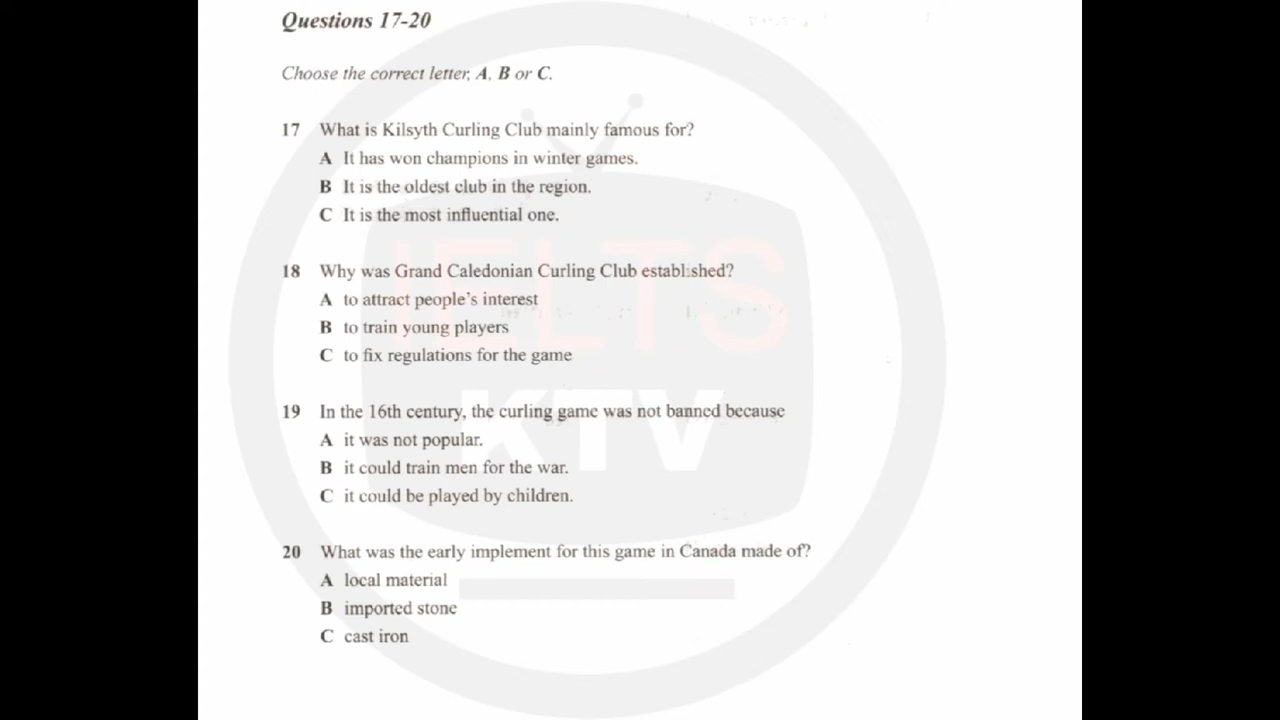 Questions 17-20
Choose the correct letter, A, B or C.
17 What is Kilsyth Curling Club mainly famous for?
A It has won champions in winter games.
B It is the oldest club in the region.
C It is the most influential one.
18 Why was Grand Caledonian Curling Club established?
A to attract people's interest
B to train young players
C to fix regulations for the game
19 In the 16th century, the curling game was not banned because
A it was not popular.
B it could train men for the war.
C it could be played by children.
20 What was the early implement for this game in Canada made of?
A local material
B imported stone
C cast iron
IELTS
KTV